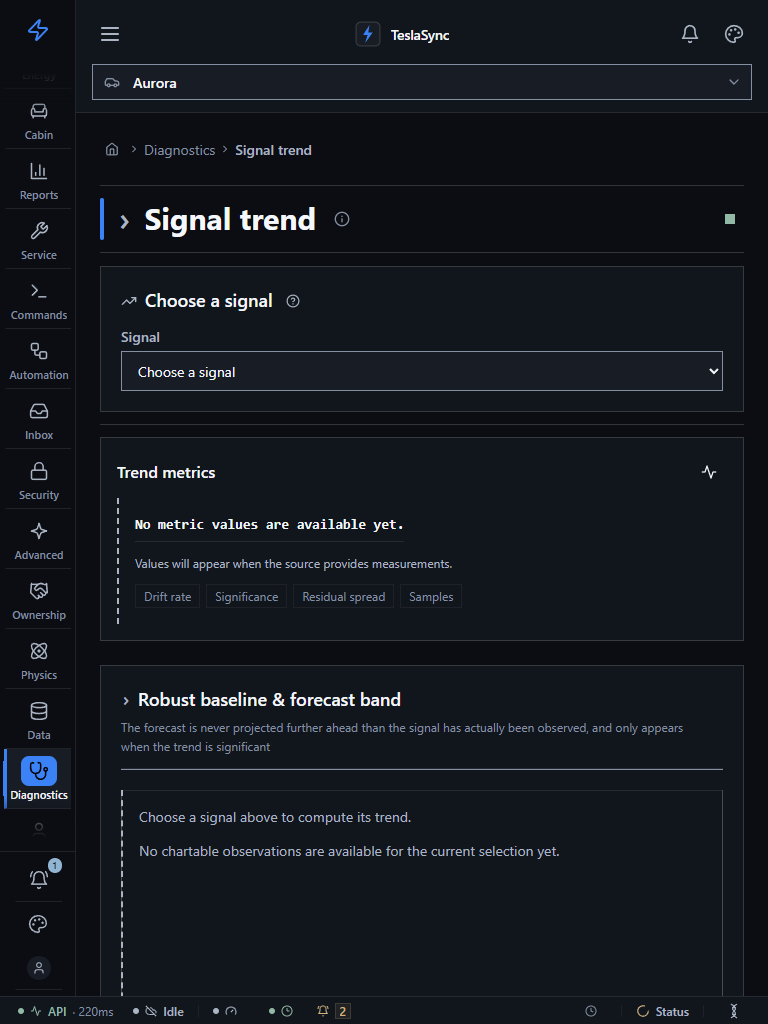 TeslaSync
Aurora
Energy
Cabin
Reports
Service
Commands
Automation
Inbox
Security
Advanced
Ownership
Physics
Data
Diagnostics
1
Diagnostics > Signal trend
Signal trend
Choose a signal
Signal
Choose a signal
Trend metrics
No metric values are available yet.
Values will appear when the source provides measurements.
Drift rate Significance Residual spread Samples
Robust baseline & forecast band
The forecast is never projected further ahead than the signal has actually been observed, and only appears
when the trend is significant
Choose a signal above to compute its trend.
No chartable observations are available for the current selection yet.
API · 220ms Idle 2 Status